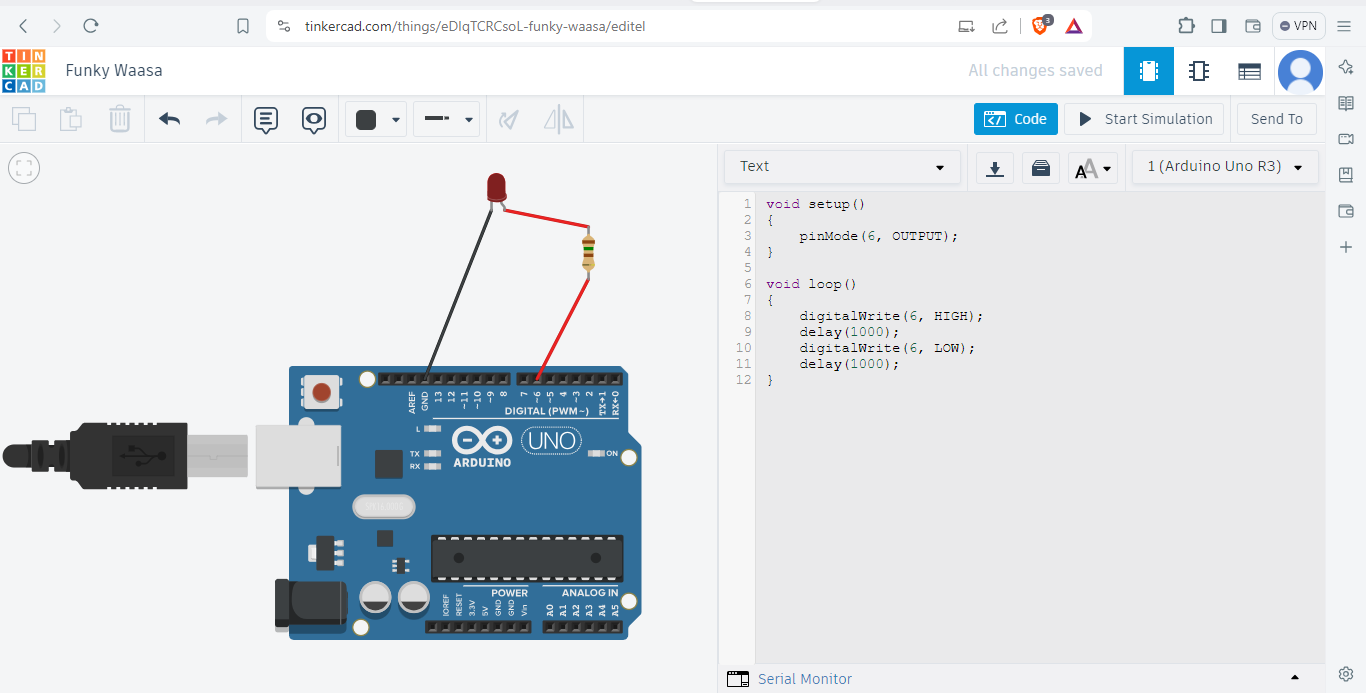 tinkercad.com/things/eDIqTCRCsoL-funky-waasa/editel
3
VPN
TIN
KER
CAD
Funky Waasa
All changes saved
Code
Start Simulation
Send To
Text
AA
1 (Arduino Uno R3)
1 void setup()
2 {
3 pinMode(6, OUTPUT);
4 }
5
6 void loop()
7 {
8 digitalWrite(6, HIGH);
9 delay(1000);
10 digitalWrite(6, LOW);
11 delay(1000);
12 }
AREF
GND
13
12
~11
~10
~9
8
7
~6
~5
4
~3
2
TX→1
RX←0
DIGITAL (PWM~)
L
TX
RX
ARDUINO
UNO
ON
POWER
ANALOG IN
IOREF
RESET
3.3V
5V
GND
GND
Vin
A0
A1
A2
A3
A4
A5
Serial Monitor